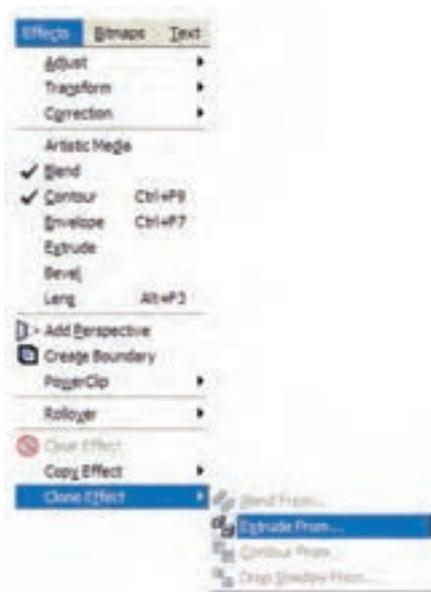 Effects Bitmaps Text
Adjust
Transform
Correction
Artistic Media
Blend
Contour Ctrl+F9
Envelope Ctrl+F7
Extrude
Bevel
Lens Alt+F3
Add Perspective
Create Boundary
PowerClip
Rollover
Clear Effect
Copy Effect
Clone Effect
Blend From...
Extrude From...
Contour From...
Drop Shadow From...